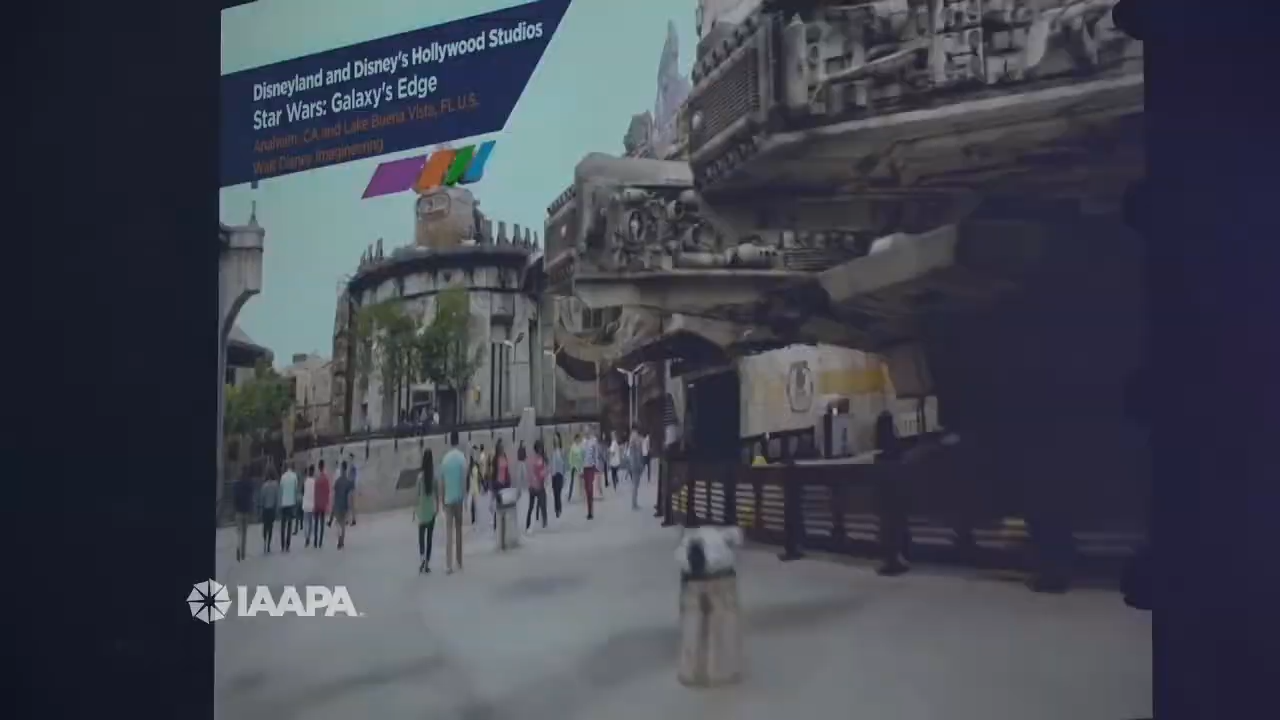 Disneyland and Disney's Hollywood Studios
Star Wars: Galaxy's Edge
Anaheim, CA and Lake Buena Vista, FL U.S.
Walt Disney Imagineering
IAAPA